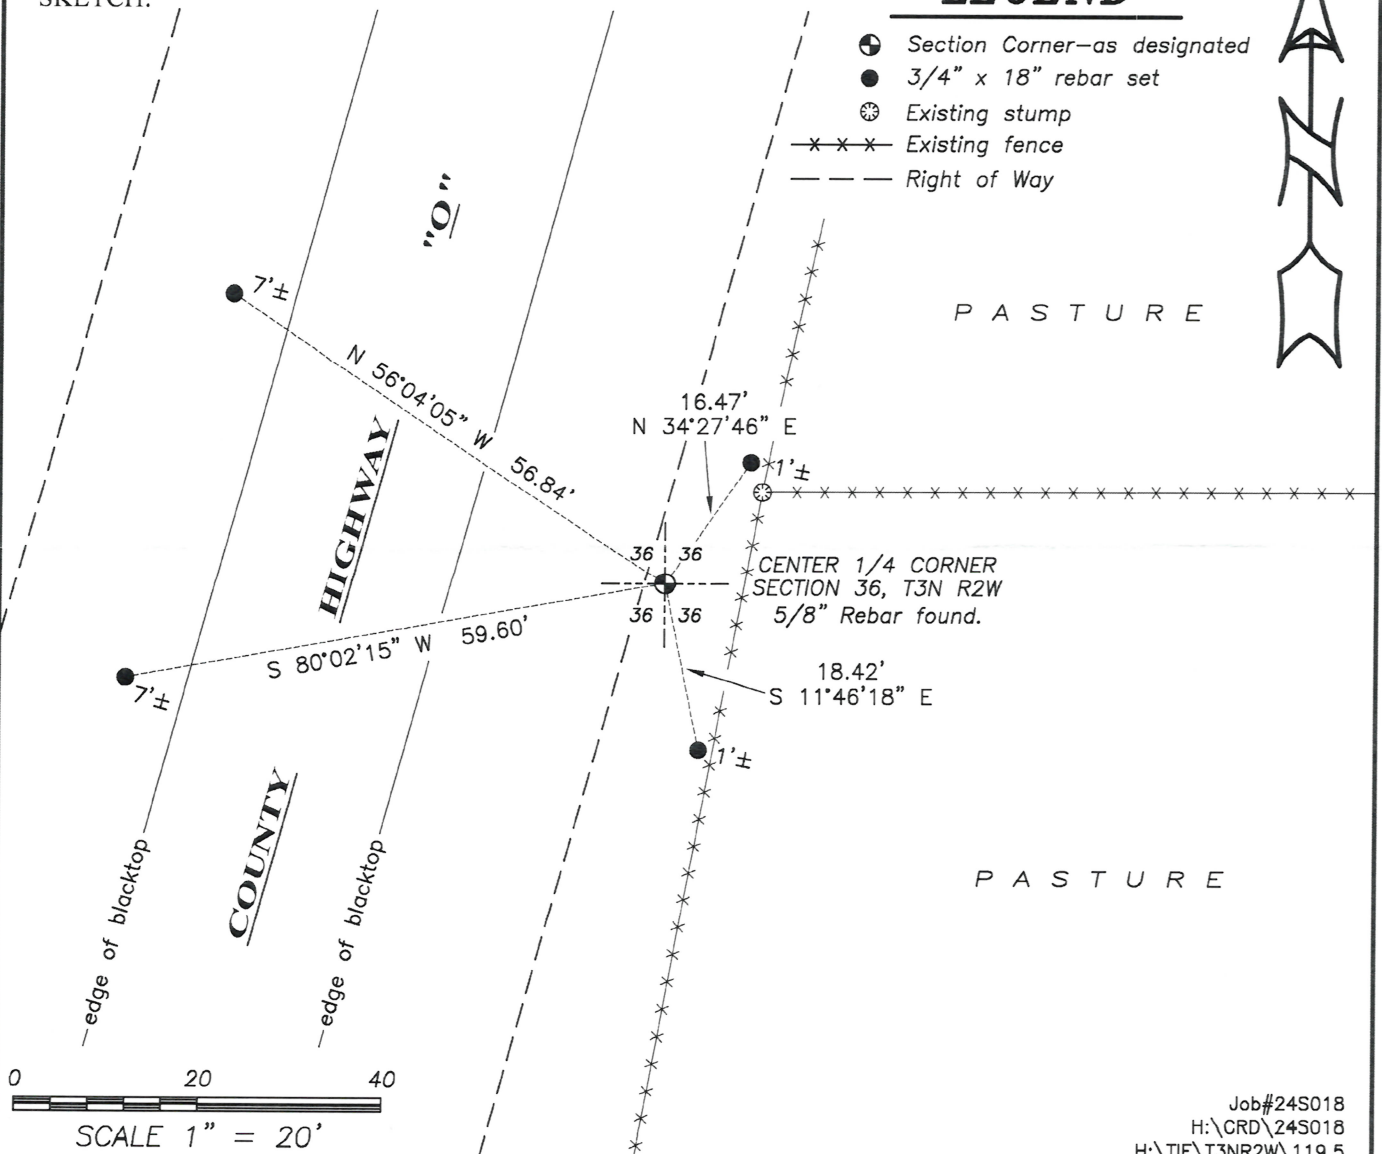 SKETCH:
LEGEND
Section Corner-as designated
3/4" x 18" rebar set
Existing stump
Existing fence
Right of Way
N
"O"
7'±
PASTURE
N 56°04'05" W 56.84'
16.47'
N 34°27'46" E
HIGHWAY
1'±
36 36
CENTER 1/4 CORNER
SECTION 36, T3N R2W
5/8" Rebar found.
36 36
S 80°02'15" W 59.60'
7'±
18.42'
S 11°46'18" E
1'±
COUNTY
PASTURE
edge of blacktop
edge of blacktop
0 20 40
SCALE 1" = 20'
Job#24S018
H:\CRD\24S018
H:\TIE\T3NR2W\119.5